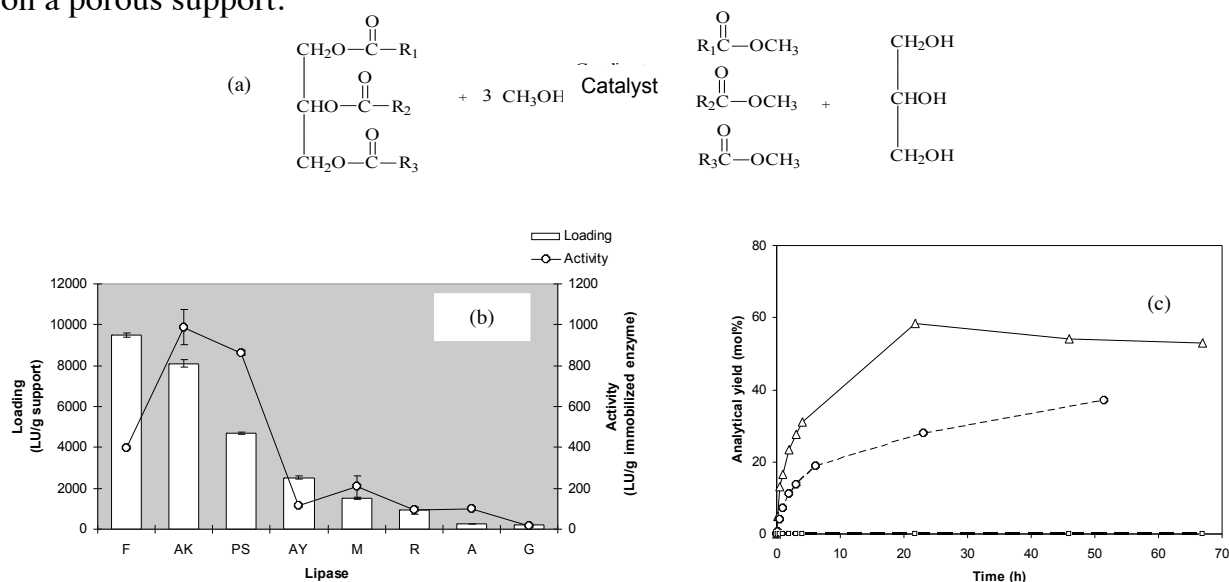 on a porous support.
O
CH2O—C—R1
O
CHO—C—R2
O
CH2O—C—R3
(a)
+ 3 CH3OH
Catalyst
O
R1C—OCH3
O
R2C—OCH3
O
R3C—OCH3
+
CH2OH
CHOH
CH2OH
Loading
Activity
(b)
12000
10000
8000
6000
4000
2000
0
Loading
(LU/g support)
1200
1000
800
600
400
200
0
Activity
(LU/g immobilized enzyme)
F AK PS AY M R A G
Lipase
(c)
80
60
40
20
0
Analytical yield (mol%)
0 10 20 30 40 50 60 70
Time (h)